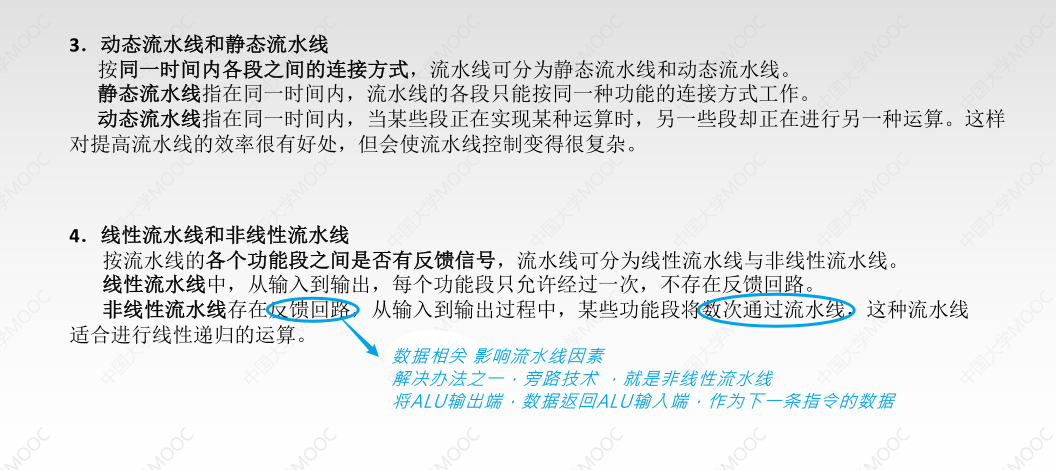 3．动态流水线和静态流水线
按同一时间内各段之间的连接方式，流水线可分为静态流水线和动态流水线。
静态流水线指在同一时间内，流水线的各段只能按同一种功能的连接方式工作。
动态流水线指在同一时间内，当某些段正在实现某种运算时，另一些段却正在进行另一种运算。这样
对提高流水线的效率很有好处，但会使流水线控制变得很复杂。
4．线性流水线和非线性流水线
按流水线的各个功能段之间是否有反馈信号，流水线可分为线性流水线与非线性流水线。
线性流水线中，从输入到输出，每个功能段只允许经过一次，不存在反馈回路。
非线性流水线存在反馈回路，从输入到输出过程中，某些功能段将数次通过流水线，这种流水线
适合进行线性递归的运算。
数据相关 影响流水线因素
解决办法之一，旁路技术 ，就是非线性流水线
将ALU输出端，数据返回ALU输入端，作为下一条指令的数据
中国大学MOOC